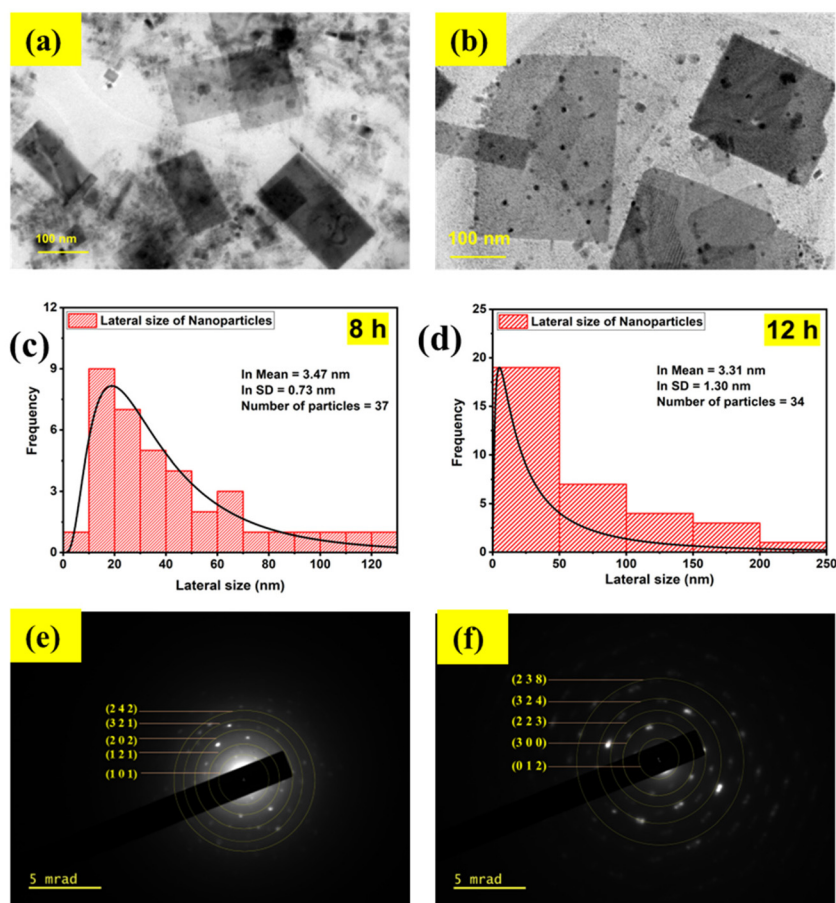 (a)
100 nm
(b)
100 nm
(c)
Lateral size of Nanoparticles
8 h
ln Mean = 3.47 nm
ln SD = 0.73 nm
Number of particles = 37
Frequency
12
9
6
3
0
0 20 40 60 80 100 120
Lateral size (nm)
(d)
Lateral size of Nanoparticles
12 h
ln Mean = 3.31 nm
ln SD = 1.30 nm
Number of particles = 34
Frequency
25
20
15
10
5
0
0 50 100 150 200 250
Lateral size (nm)
(e)
(2 4 2)
(3 2 1)
(2 0 2)
(1 2 1)
(1 0 1)
5 mrad
(f)
(2 3 8)
(3 2 4)
(2 2 3)
(3 0 0)
(0 1 2)
5 mrad